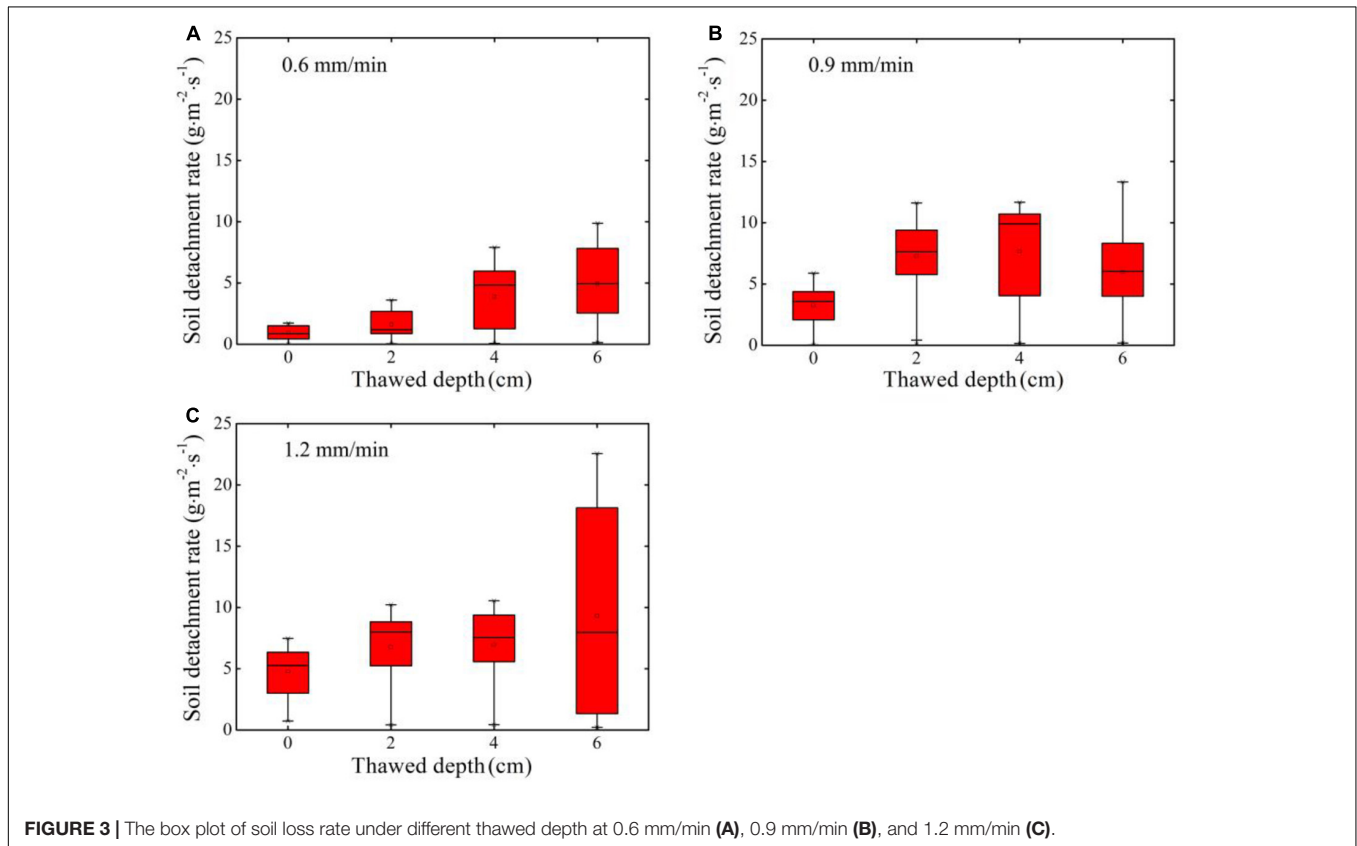 A
0.6 mm/min
Soil detachment rate (g·m⁻²·s⁻¹)
25
20
15
10
5
0
0 2 4 6
Thawed depth (cm)
B
0.9 mm/min
Soil detachment rate (g·m⁻²·s⁻¹)
25
20
15
10
5
0
0 2 4 6
Thawed depth (cm)
C
1.2 mm/min
Soil detachment rate (g·m⁻²·s⁻¹)
25
20
15
10
5
0
0 2 4 6
Thawed depth (cm)
FIGURE 3 | The box plot of soil loss rate under different thawed depth at 0.6 mm/min (A), 0.9 mm/min (B), and 1.2 mm/min (C).